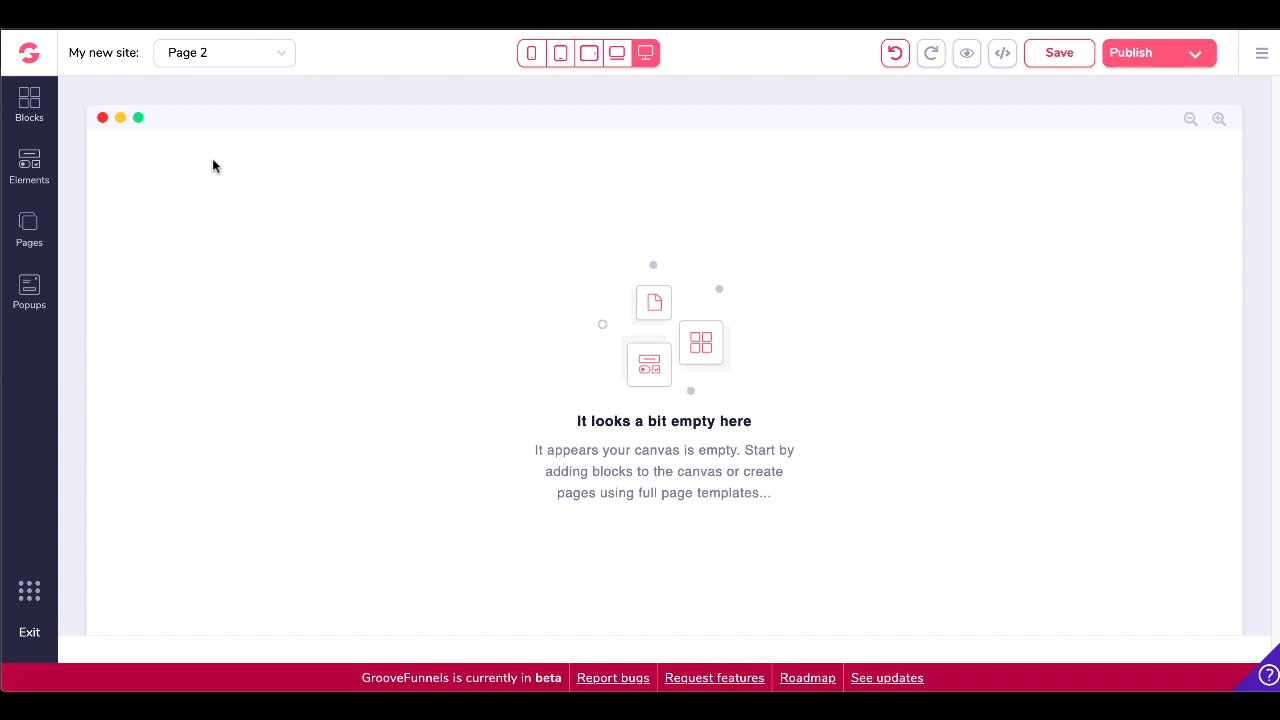 My new site: Page 2 Save Publish
Blocks
Elements
Pages
Popups
It looks a bit empty here
It appears your canvas is empty. Start by
adding blocks to the canvas or create
pages using full page templates...
Exit
GrooveFunnels is currently in beta Report bugs Request features Roadmap See updates